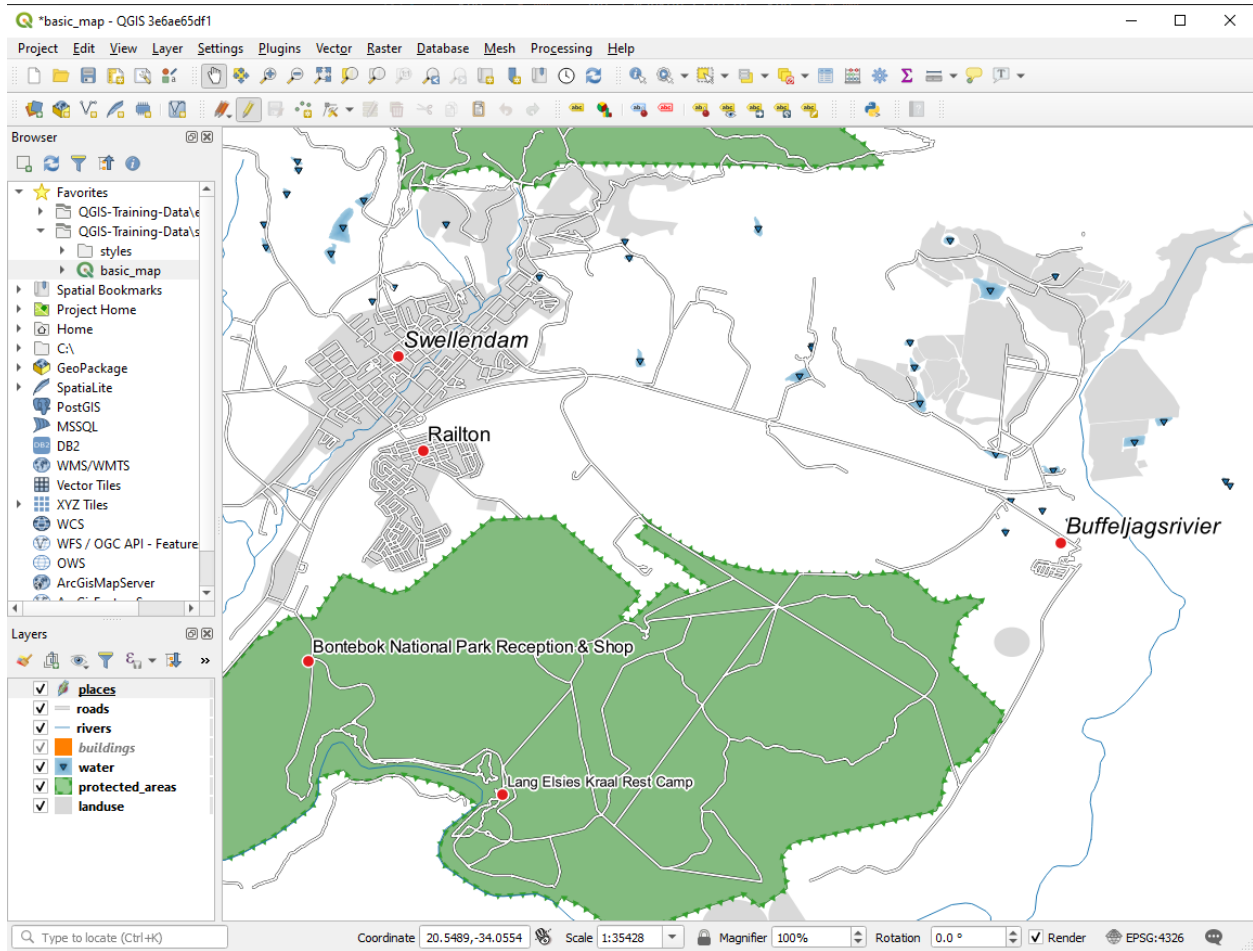 *basic_map - QGIS 3e6ae65df1
Project Edit View Layer Settings Plugins Vector Raster Database Mesh Processing Help
Browser
Favorites
QGIS-Training-Data\e
QGIS-Training-Data\s
styles
basic_map
Spatial Bookmarks
Project Home
Home
C:\
GeoPackage
SpatiaLite
PostGIS
MSSQL
DB2
WMS/WMTS
Vector Tiles
XYZ Tiles
WCS
WFS / OGC API - Feature
OWS
ArcGisMapServer
Layers
places
roads
rivers
buildings
water
protected_areas
landuse
Swellendam
Railton
Buffeljagsrivier
Bontebok National Park Reception & Shop
Lang Elsies Kraal Rest Camp
Type to locate (Ctrl+K) Coordinate 20.5489,-34.0554 Scale 1:35428 Magnifier 100% Rotation 0.0 ° Render EPSG:4326